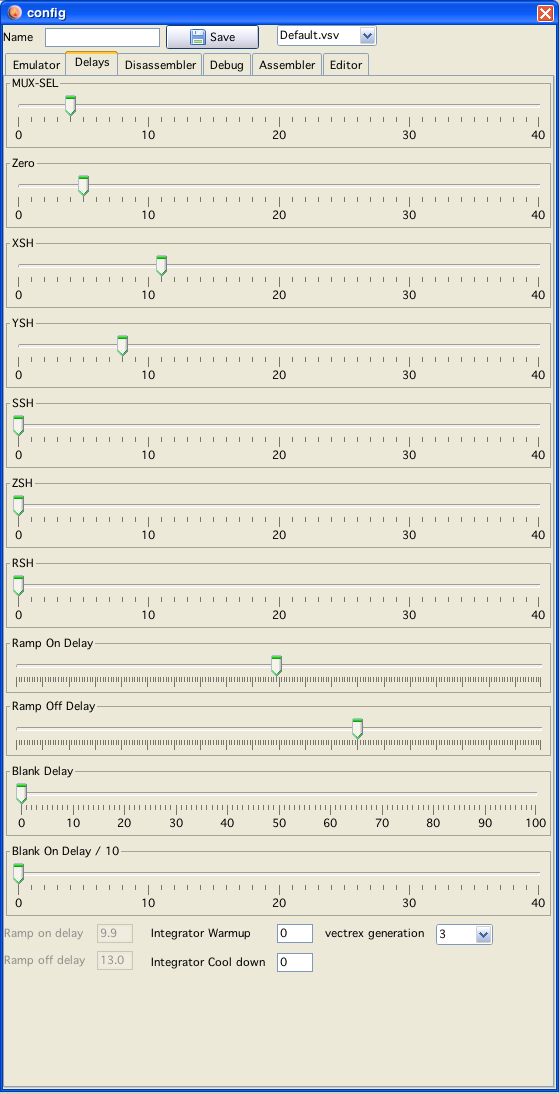 config
Name Save Default.vsv
Emulator Delays Disassembler Debug Assembler Editor
MUX-SEL
0 10 20 30 40
Zero
0 10 20 30 40
XSH
0 10 20 30 40
YSH
0 10 20 30 40
SSH
0 10 20 30 40
ZSH
0 10 20 30 40
RSH
0 10 20 30 40
Ramp On Delay
Ramp Off Delay
Blank Delay
0 10 20 30 40 50 60 70 80 90 100
Blank On Delay / 10
0 10 20 30 40
Ramp on delay 9.9 Integrator Warmup 0 vectrex generation 3
Ramp off delay 13.0 Integrator Cool down 0